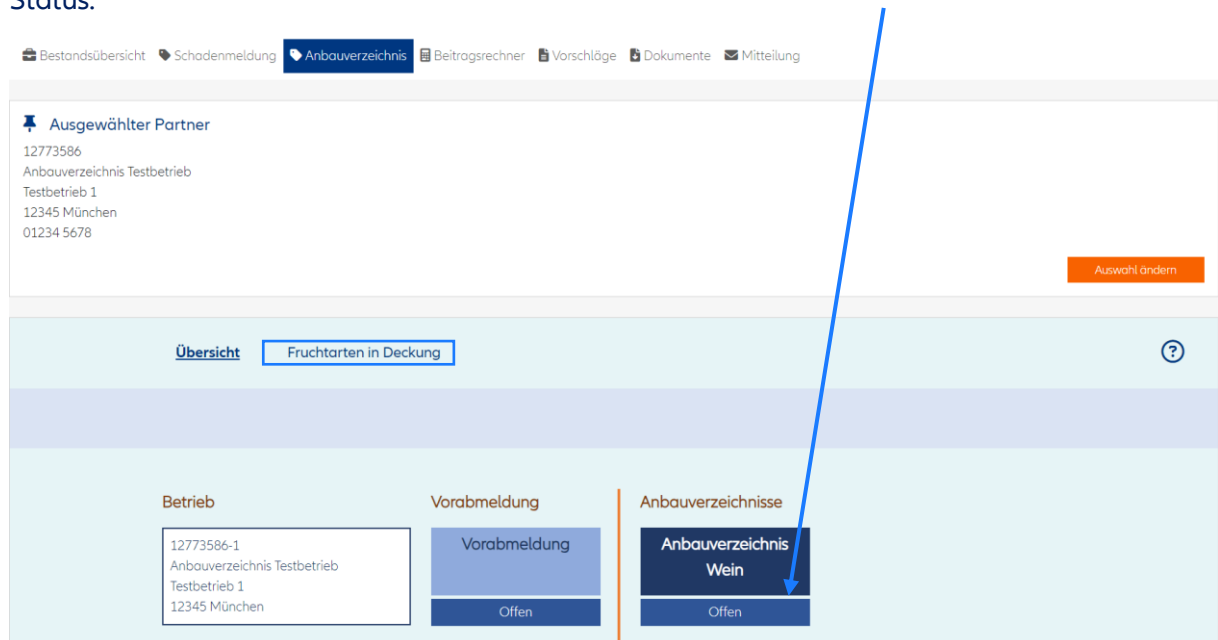 Status.
Bestandsübersicht Schadenmeldung Anbauverzeichnis Beitragsrechner Vorschläge Dokumente Mitteilung
Ausgewählter Partner
12773586
Anbauverzeichnis Testbetrieb
Testbetrieb 1
12345 München
01234 5678
Auswahl ändern
Übersicht Fruchtarten in Deckung ?
Betrieb Vorabmeldung Anbauverzeichnisse
12773586-1
Anbauverzeichnis Testbetrieb
Testbetrieb 1
12345 München
Vorabmeldung
Offen
Anbauverzeichnis
Wein
Offen